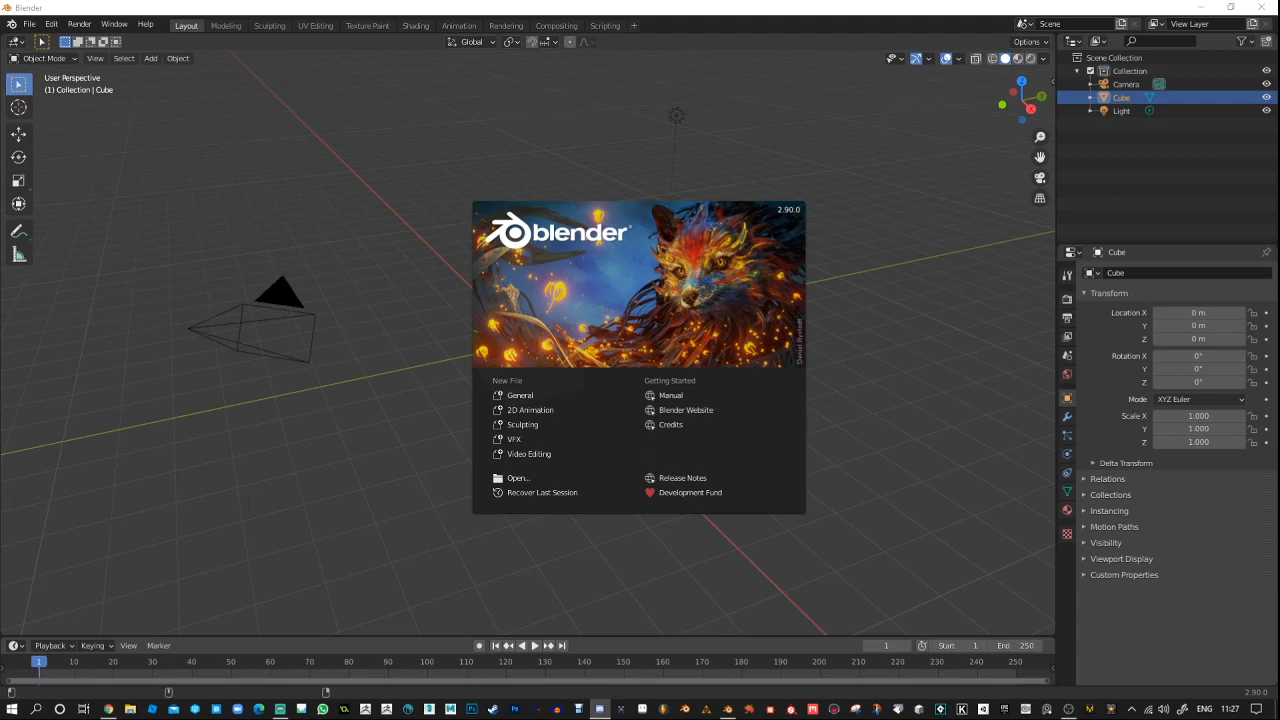 Blender
File Edit Render Window Help Layout Modeling Sculpting UV Editing Texture Paint Shading Animation Rendering Compositing Scripting + Scene View Layer
Global Options
Object Mode View Select Add Object
User Perspective
(1) Collection | Cube
Z
Y
X
Scene Collection
Collection
Camera
Cube
Light
2.90.0
blender
Daniel Bystedt
New File
General
2D Animation
Sculpting
VFX
Video Editing
Open...
Recover Last Session
Getting Started
Manual
Blender Website
Credits
Release Notes
Development Fund
Cube
Cube
Transform
Location X 0 m
Y 0 m
Z 0 m
Rotation X 0°
Y 0°
Z 0°
Mode XYZ Euler
Scale X 1.000
Y 1.000
Z 1.000
Delta Transform
Relations
Collections
Instancing
Motion Paths
Visibility
Viewport Display
Custom Properties
Playback Keying View Marker 1 Start 1 End 250
1 10 20 30 40 50 60 70 80 90 100 110 120 130 140 150 160 170 180 190 200 210 220 230 240 250
2.90.0
ENG 11:27